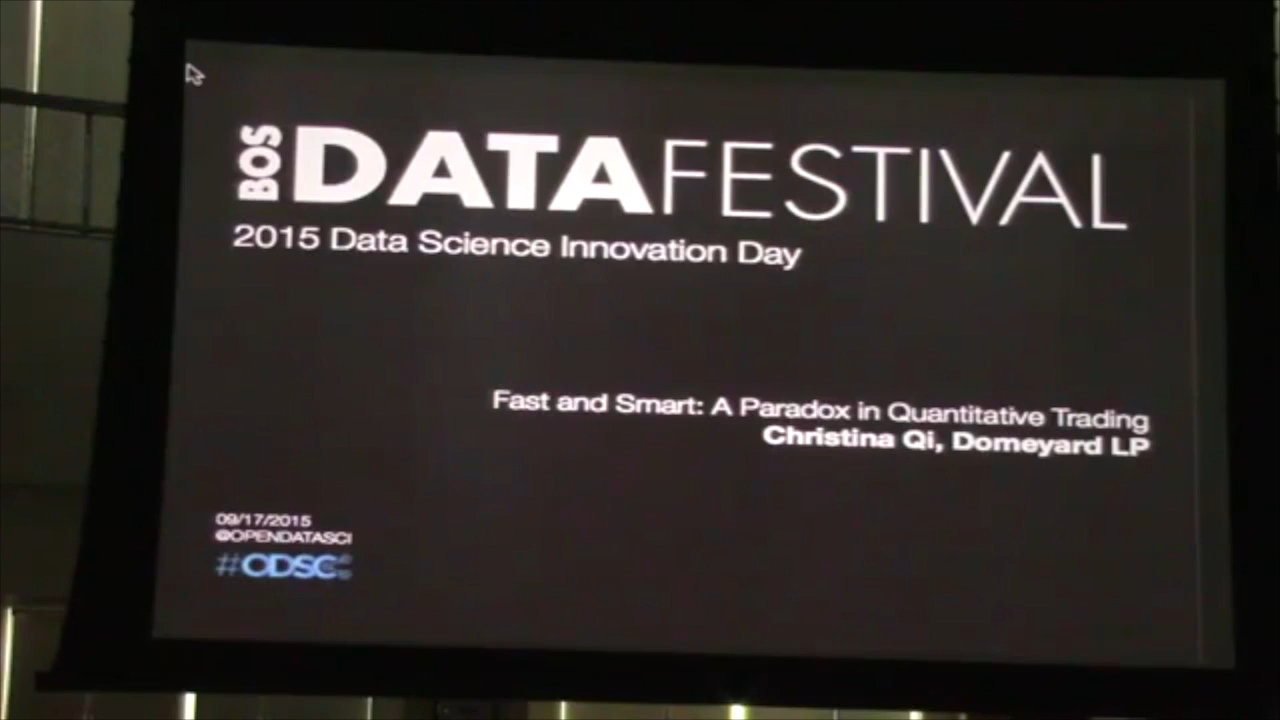 BOS DATAFESTIVAL
2015 Data Science Innovation Day
Fast and Smart: A Paradox in Quantitative Trading
Christina Qi, Domeyard LP
09/17/2015
@OPENDATASCI
#ODSC